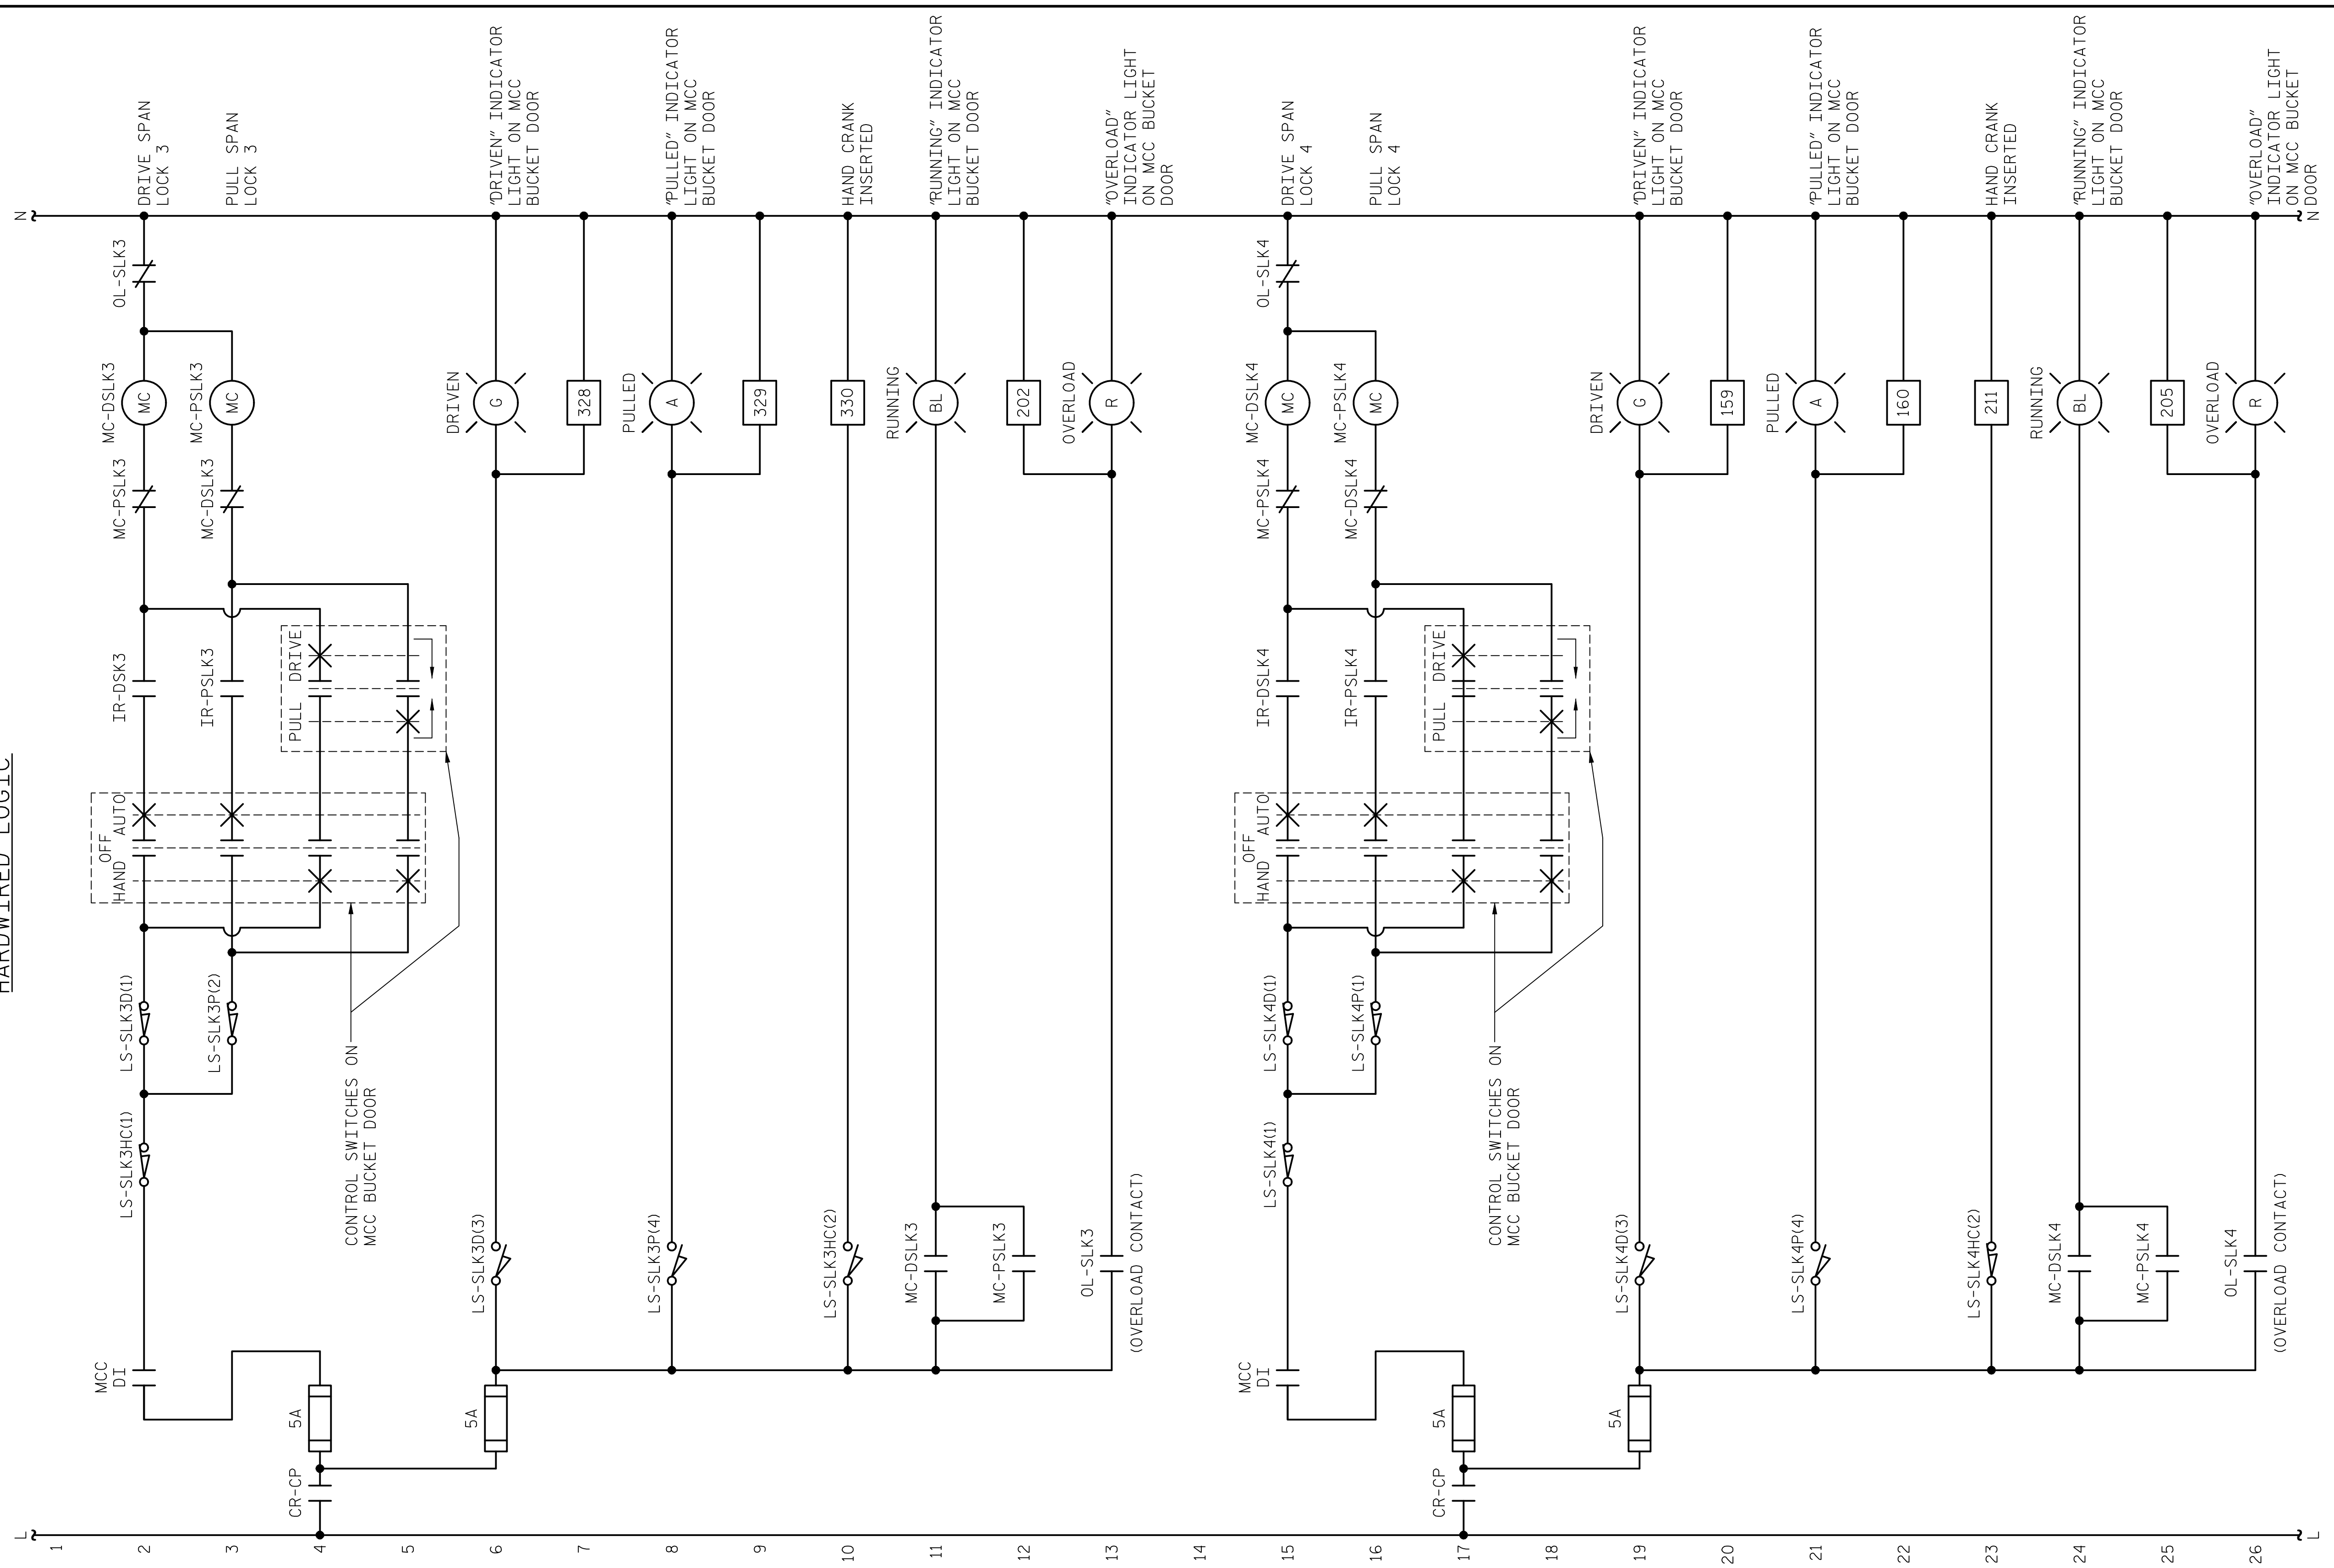 HARDWIRED LOGIC
L
N
1
2
MCC
DI
LS-SLK3HC(1)
LS-SLK3D(1)
HAND
OFF
AUTO
IR-DSK3
MC-PSLK3
MC-DSLK3
MC
OL-SLK3
DRIVE SPAN
LOCK 3
3
LS-SLK3P(2)
IR-PSLK3
MC-DSLK3
MC-PSLK3
MC
PULL SPAN
LOCK 3
4
CR-CP
5A
PULL
DRIVE
CONTROL SWITCHES ON
MCC BUCKET DOOR
5
6
5A
LS-SLK3D(3)
DRIVEN
G
"DRIVEN" INDICATOR
LIGHT ON MCC
BUCKET DOOR
7
328
8
LS-SLK3P(4)
PULLED
A
"PULLED" INDICATOR
LIGHT ON MCC
BUCKET DOOR
9
329
10
LS-SLK3HC(2)
330
HAND CRANK
INSERTED
11
MC-DSLK3
RUNNING
BL
"RUNNING" INDICATOR
LIGHT ON MCC
BUCKET DOOR
12
MC-PSLK3
202
13
OL-SLK3
(OVERLOAD CONTACT)
OVERLOAD
R
"OVERLOAD"
INDICATOR LIGHT
ON MCC BUCKET
DOOR
14
15
MCC
DI
LS-SLK4(1)
LS-SLK4D(1)
HAND
OFF
AUTO
IR-DSLK4
MC-PSLK4
MC-DSLK4
MC
OL-SLK4
DRIVE SPAN
LOCK 4
16
LS-SLK4P(1)
IR-PSLK4
MC-DSLK4
MC-PSLK4
MC
PULL SPAN
LOCK 4
17
CR-CP
5A
PULL
DRIVE
CONTROL SWITCHES ON
MCC BUCKET DOOR
18
19
5A
LS-SLK4D(3)
DRIVEN
G
"DRIVEN" INDICATOR
LIGHT ON MCC
BUCKET DOOR
20
159
21
LS-SLK4P(4)
PULLED
A
"PULLED" INDICATOR
LIGHT ON MCC
BUCKET DOOR
22
160
23
LS-SLK4HC(2)
211
HAND CRANK
INSERTED
24
MC-DSLK4
RUNNING
BL
"RUNNING" INDICATOR
LIGHT ON MCC
BUCKET DOOR
25
MC-PSLK4
205
26
OL-SLK4
(OVERLOAD CONTACT)
OVERLOAD
R
"OVERLOAD"
INDICATOR LIGHT
ON MCC BUCKET
DOOR
L
N